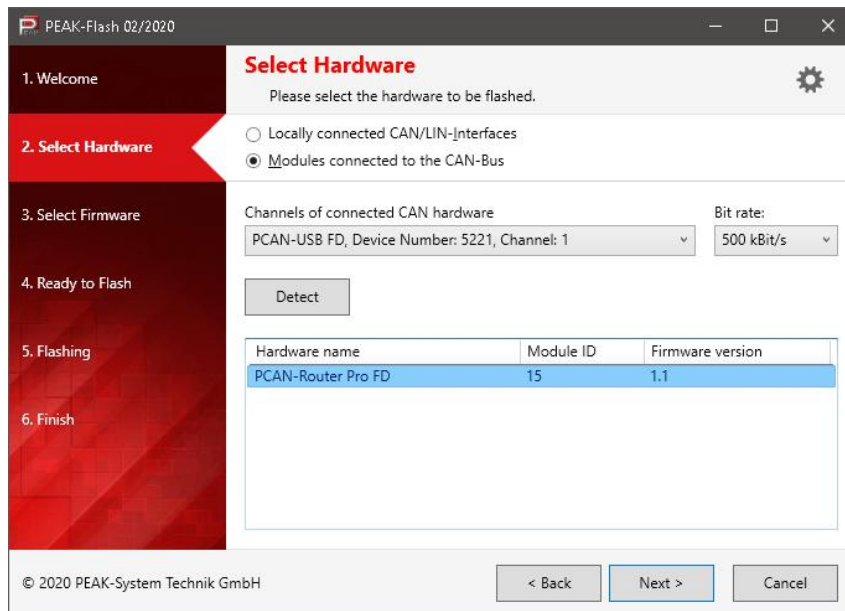 PEAK-Flash 02/2020
1. Welcome
2. Select Hardware
3. Select Firmware
4. Ready to Flash
5. Flashing
6. Finish
Select Hardware
Please select the hardware to be flashed.
Locally connected CAN/LIN-Interfaces
Modules connected to the CAN-Bus
Channels of connected CAN hardware
Bit rate:
PCAN-USB FD, Device Number: 5221, Channel: 1
500 kBit/s
Detect
Hardware name Module ID Firmware version
PCAN-Router Pro FD 15 1.1
© 2020 PEAK-System Technik GmbH
< Back
Next >
Cancel